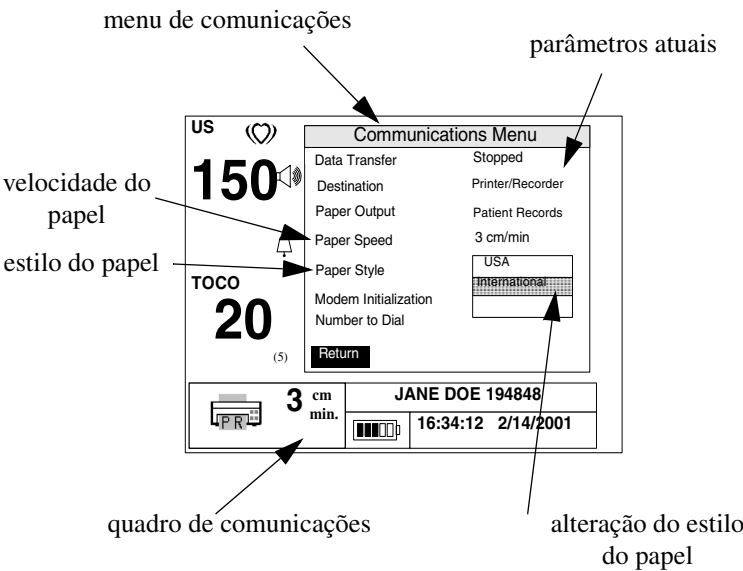 menu de comunicações
parâmetros atuais
US
Communications Menu
150
Data Transfer Stopped
Destination Printer/Recorder
Paper Output Patient Records
Paper Speed 3 cm/min
Paper Style USA
International
Modem Initialization
Number to Dial
Return
velocidade do
papel
estilo do papel
TOCO
20
(5)
3 cm
min.
PR
JANE DOE 194848
16:34:12 2/14/2001
quadro de comunicações
alteração do estilo
do papel